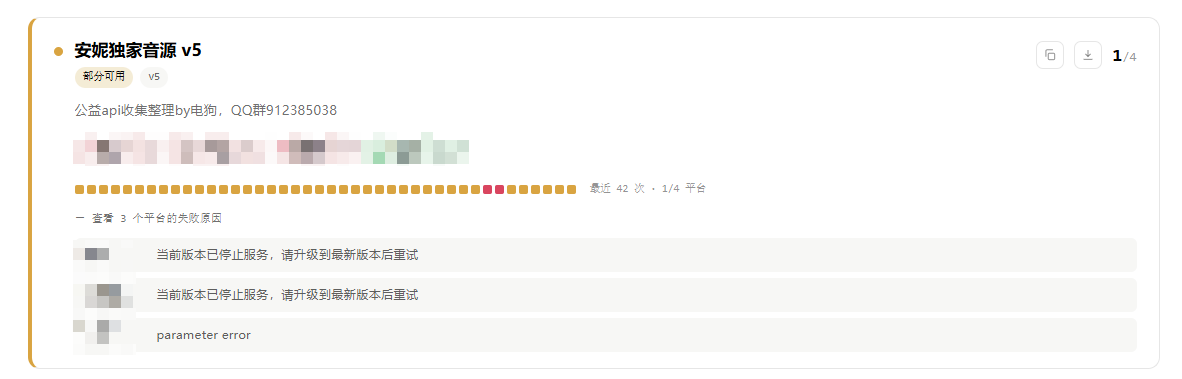 安妮独家音源 v5
1/4
部分可用 v5
公益api收集整理by电狗，QQ群912385038
最近 42 次 · 1/4 平台
一 查看 3 个平台的失败原因
当前版本已停止服务，请升级到最新版本后重试
当前版本已停止服务，请升级到最新版本后重试
parameter error